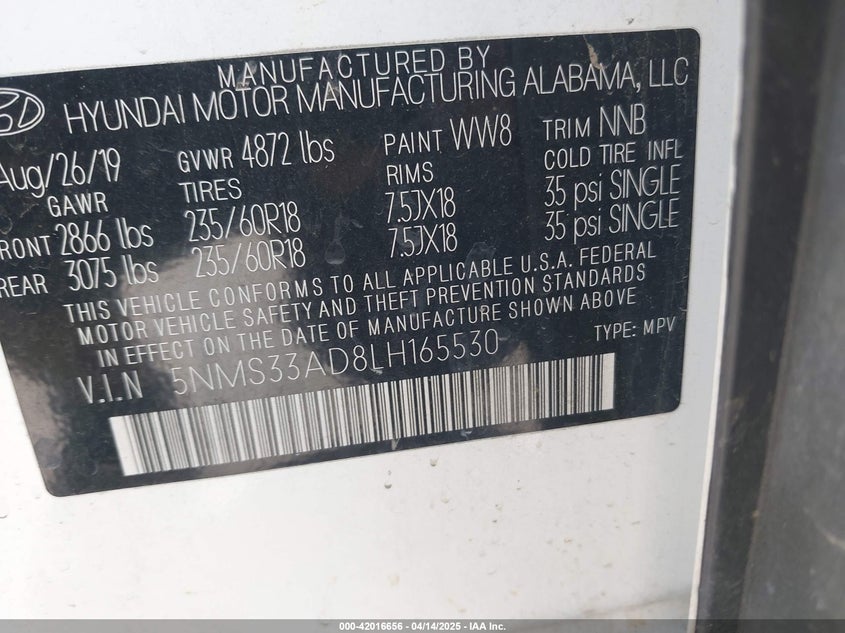 MANUFACTURED BY
HYUNDAI MOTOR MANUFACTURING ALABAMA, LLC
Aug/26/19 GVWR 4872 lbs PAINT WW8 TRIM NNB
GAWR TIRES RIMS COLD TIRE INFL
FRONT 2866 lbs 235/60R18 7.5JX18 35 psi SINGLE
REAR 3075 lbs 235/60R18 7.5JX18 35 psi SINGLE
THIS VEHICLE CONFORMS TO ALL APPLICABLE U.S.A. FEDERAL
MOTOR VEHICLE SAFETY AND THEFT PREVENTION STANDARDS
IN EFFECT ON THE DATE OF MANUFACTURE SHOWN ABOVE
V.I.N 5NMS33AD8LH165530 TYPE: MPV
000-42016656 - 04/14/2025 - IAA Inc.